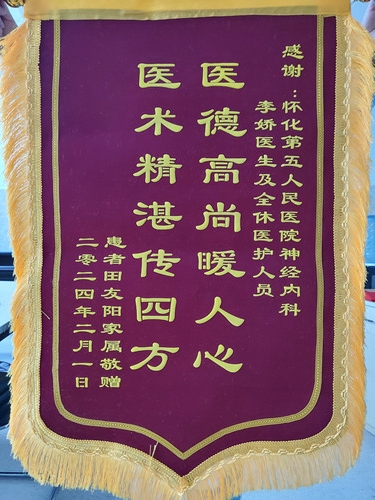 感谢：怀化第五人民医院神经内科
李娇医生及全休医护人员
医德高尚暖人心
医术精湛传四方
患者田友阳家属敬赠
二零二四年二月一日